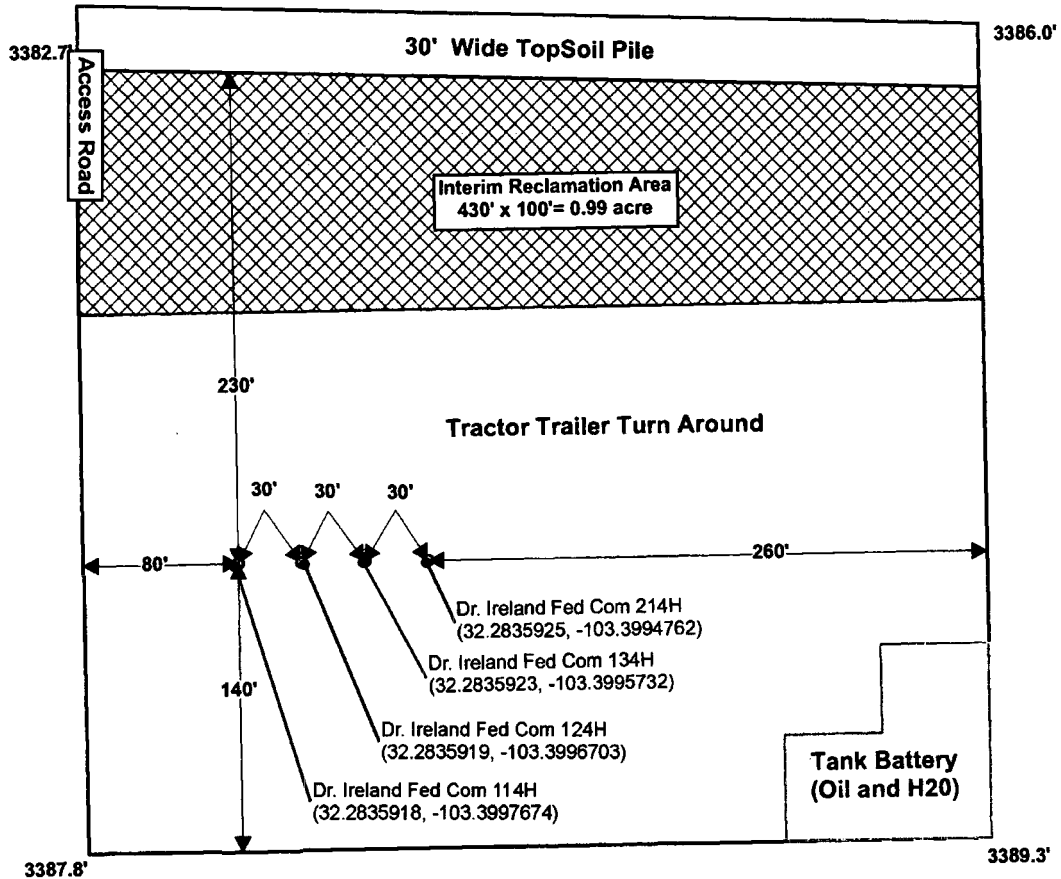 3386.0'
30' Wide TopSoil Pile
3382.7'
Access Road
Interim Reclamation Area
430' x 100'= 0.99 acre
230'
Tractor Trailer Turn Around
30' 30' 30'
80'
260'
Dr. Ireland Fed Com 214H
(32.2835925, -103.3994762)
Dr. Ireland Fed Com 134H
(32.2835923, -103.3995732)
140'
Dr. Ireland Fed Com 124H
(32.2835919, -103.3996703)
Tank Battery
(Oil and H20)
Dr. Ireland Fed Com 114H
(32.2835918, -103.3997674)
3387.8'
3389.3'